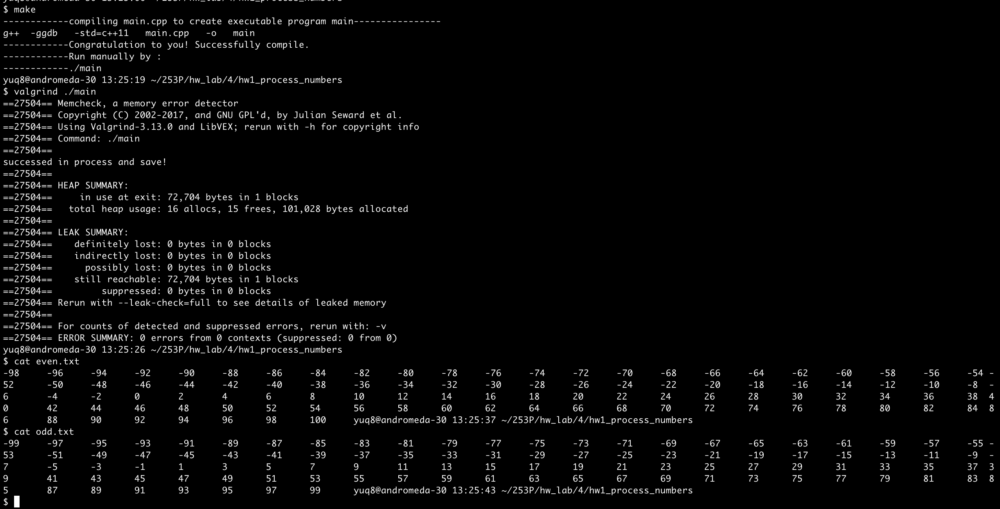 yuq8@andromeda-30 13:25:06 ~/253P/hw_lab/4/hw1_process_numbers
$ make
------------compiling main.cpp to create executable program main----------------
g++  -ggdb   -std=c++11   main.cpp   -o   main
------------Congratulation to you! Successfully compile.
------------Run manually by :
------------./main
yuq8@andromeda-30 13:25:19 ~/253P/hw_lab/4/hw1_process_numbers
$ valgrind ./main
==27504== Memcheck, a memory error detector
==27504== Copyright (C) 2002-2017, and GNU GPL'd, by Julian Seward et al.
==27504== Using Valgrind-3.13.0 and LibVEX; rerun with -h for copyright info
==27504== Command: ./main
==27504==
successed in process and save!
==27504==
==27504== HEAP SUMMARY:
==27504==     in use at exit: 72,704 bytes in 1 blocks
==27504==   total heap usage: 16 allocs, 15 frees, 101,028 bytes allocated
==27504==
==27504== LEAK SUMMARY:
==27504==    definitely lost: 0 bytes in 0 blocks
==27504==    indirectly lost: 0 bytes in 0 blocks
==27504==      possibly lost: 0 bytes in 0 blocks
==27504==    still reachable: 72,704 bytes in 1 blocks
==27504==         suppressed: 0 bytes in 0 blocks
==27504== Rerun with --leak-check=full to see details of leaked memory
==27504==
==27504== For counts of detected and suppressed errors, rerun with: -v
==27504== ERROR SUMMARY: 0 errors from 0 contexts (suppressed: 0 from 0)
yuq8@andromeda-30 13:25:26 ~/253P/hw_lab/4/hw1_process_numbers
$ cat even.txt
-98 -96 -94 -92 -90 -88 -86 -84 -82 -80 -78 -76 -74 -72 -70 -68 -66 -64 -62 -60 -58 -56 -54 -
52 -50 -48 -46 -44 -42 -40 -38 -36 -34 -32 -30 -28 -26 -24 -22 -20 -18 -16 -14 -12 -10 -8 -
6 -4 -2 0 2 4 6 8 10 12 14 16 18 20 22 24 26 28 30 32 34 36 38 4
0 42 44 46 48 50 52 54 56 58 60 62 64 66 68 70 72 74 76 78 80 82 84 8
6 88 90 92 94 96 98 100 yuq8@andromeda-30 13:25:37 ~/253P/hw_lab/4/hw1_process_numbers
$ cat odd.txt
-99 -97 -95 -93 -91 -89 -87 -85 -83 -81 -79 -77 -75 -73 -71 -69 -67 -65 -63 -61 -59 -57 -55 -
53 -51 -49 -47 -45 -43 -41 -39 -37 -35 -33 -31 -29 -27 -25 -23 -21 -19 -17 -15 -13 -11 -9 -
7 -5 -3 -1 1 3 5 7 9 11 13 15 17 19 21 23 25 27 29 31 33 35 37 3
9 41 43 45 47 49 51 53 55 57 59 61 63 65 67 69 71 73 75 77 79 81 83 8
5 87 89 91 93 95 97 99 yuq8@andromeda-30 13:25:43 ~/253P/hw_lab/4/hw1_process_numbers
$